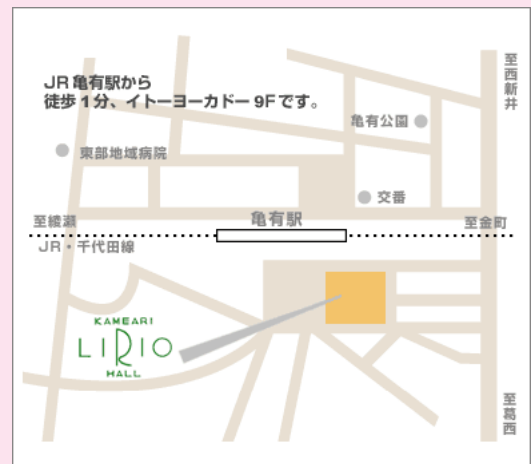 JR亀有駅から
徒歩1分、イトーヨーカドー9Fです。
至西新井
亀有公園
東部地域病院
交番
至綾瀬
亀有駅
至金町
JR・千代田線
KAMEARI
LIRIO
HALL
至葛西